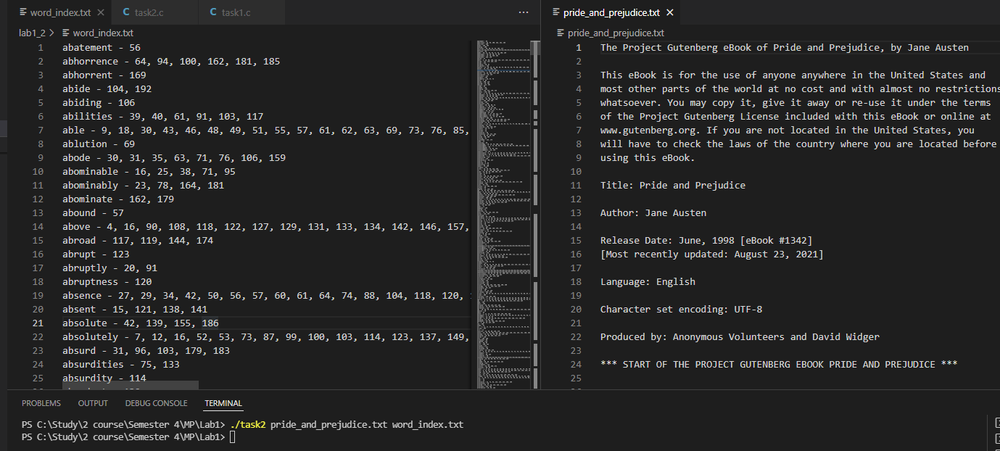 word_index.txt
task2.c
task1.c
...
lab1_2 > word_index.txt
1 abatement - 56
2 abhorrence - 64, 94, 100, 162, 181, 185
3 abhorrent - 169
4 abide - 104, 192
5 abiding - 106
6 abilities - 39, 40, 61, 91, 103, 117
7 able - 9, 18, 30, 43, 46, 48, 49, 51, 55, 57, 61, 62, 63, 69, 73, 76, 85,
8 ablution - 69
9 abode - 30, 31, 35, 63, 71, 76, 106, 159
10 abominable - 16, 25, 38, 71, 95
11 abominably - 23, 78, 164, 181
12 abominate - 162, 179
13 abound - 57
14 above - 4, 16, 90, 108, 118, 122, 127, 129, 131, 133, 134, 142, 146, 157,
15 abroad - 117, 119, 144, 174
16 abrupt - 123
17 abruptly - 20, 91
18 abruptness - 120
19 absence - 27, 29, 34, 42, 50, 56, 57, 60, 61, 64, 74, 88, 104, 118, 120,
20 absent - 15, 121, 138, 141
21 absolute - 42, 139, 155, 186
22 absolutely - 7, 12, 16, 52, 53, 73, 87, 99, 100, 103, 114, 123, 137, 149,
23 absurd - 31, 96, 103, 179, 183
24 absurdities - 75, 133
25 absurdity - 114
pride_and_prejudice.txt
pride_and_prejudice.txt
1 The Project Gutenberg eBook of Pride and Prejudice, by Jane Austen
2
3 This eBook is for the use of anyone anywhere in the United States and
4 most other parts of the world at no cost and with almost no restrictions
5 whatsoever. You may copy it, give it away or re-use it under the terms
6 of the Project Gutenberg License included with this eBook or online at
7 www.gutenberg.org. If you are not located in the United States, you
8 will have to check the laws of the country where you are located before
9 using this eBook.
10
11 Title: Pride and Prejudice
12
13 Author: Jane Austen
14
15 Release Date: June, 1998 [eBook #1342]
16 [Most recently updated: August 23, 2021]
17
18 Language: English
19
20 Character set encoding: UTF-8
21
22 Produced by: Anonymous Volunteers and David Widger
23
24 *** START OF THE PROJECT GUTENBERG EBOOK PRIDE AND PREJUDICE ***
25
PROBLEMS OUTPUT DEBUG CONSOLE TERMINAL
PS C:\Study\2 course\Semester 4\MP\Lab1> ./task2 pride_and_prejudice.txt word_index.txt
PS C:\Study\2 course\Semester 4\MP\Lab1>